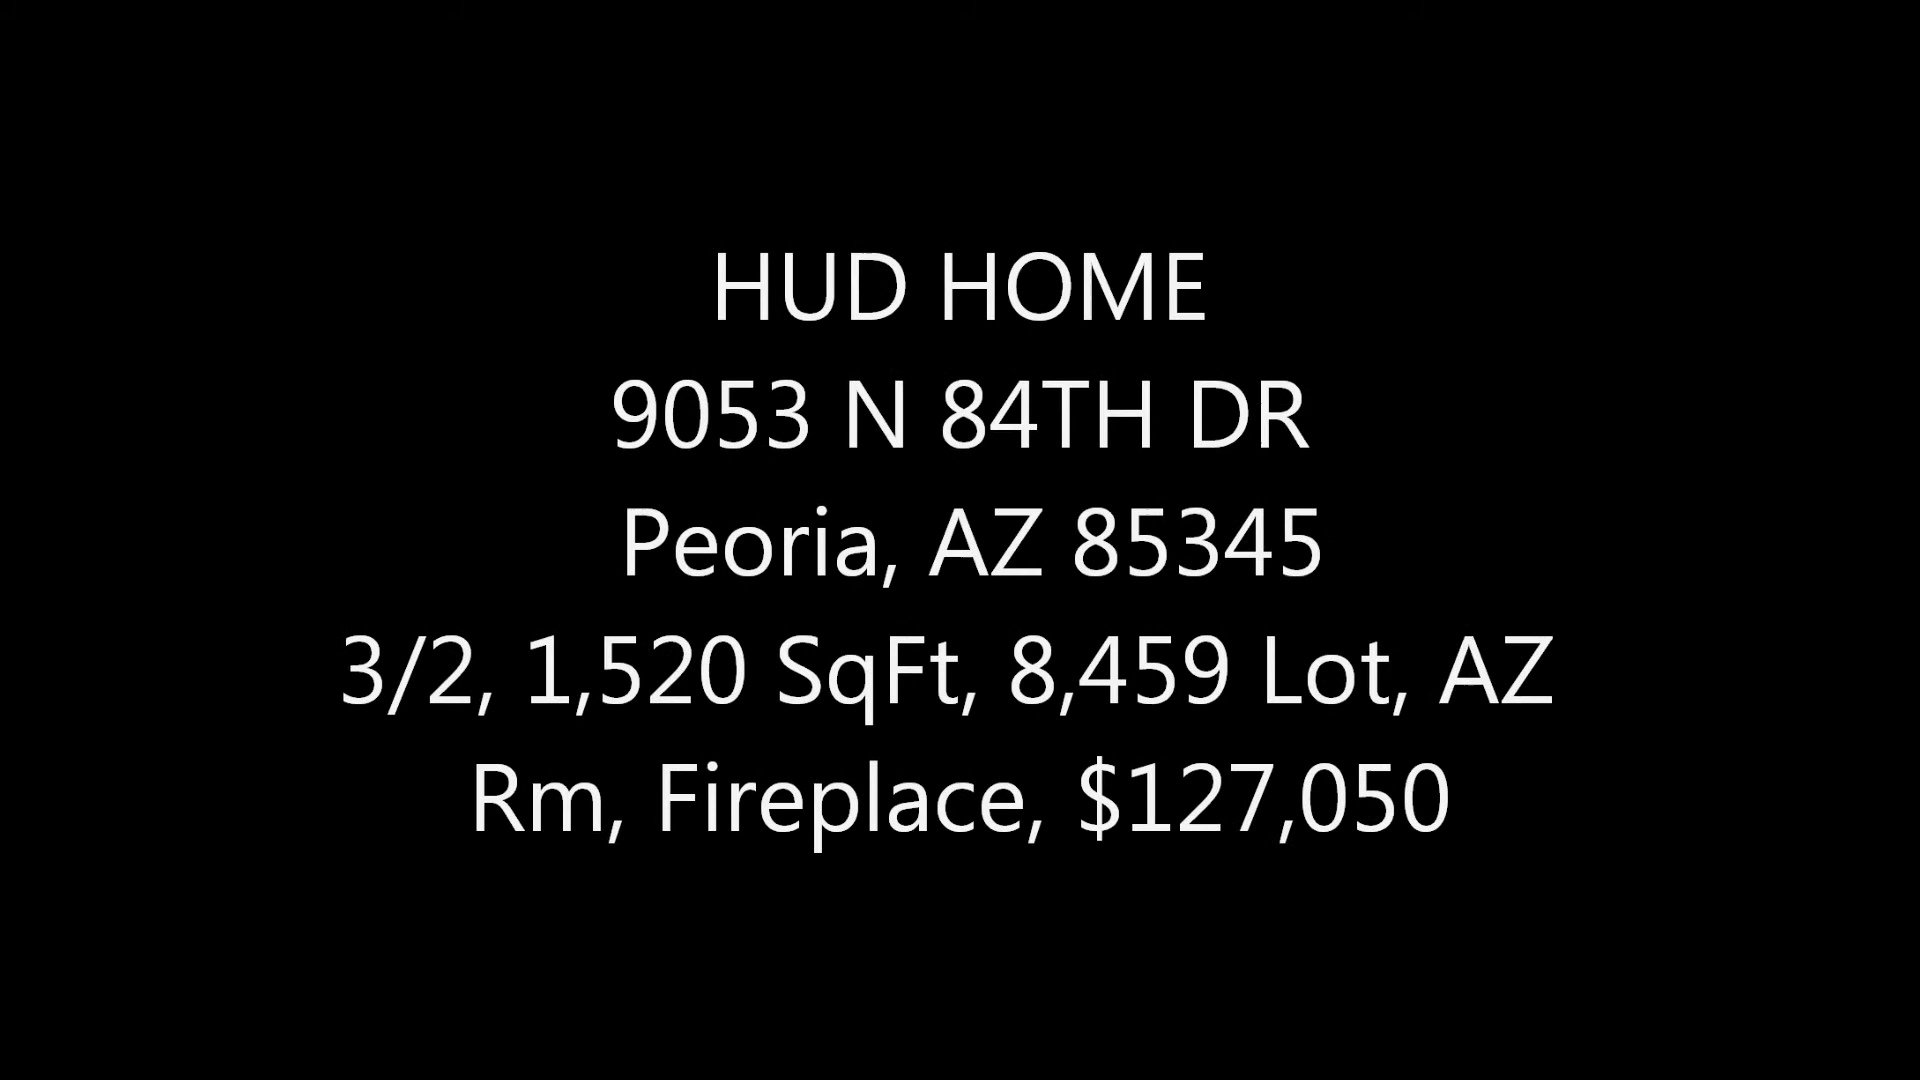 HUD HOME
9053 N 84TH DR
Peoria, AZ 85345
3/2, 1,520 SqFt, 8,459 Lot, AZ
Rm, Fireplace, $127,050